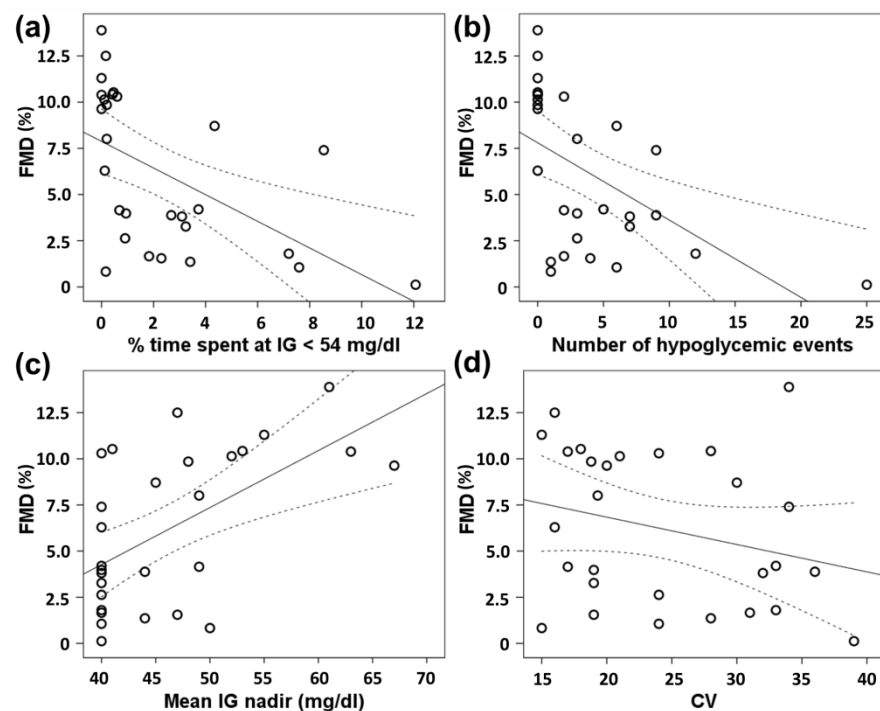 (a)
FMD (%)
12.5
10.0
7.5
5.0
2.5
0
0 2 4 6 8 10 12
% time spent at IG < 54 mg/dl
(b)
FMD (%)
12.5
10.0
7.5
5.0
2.5
0
0 5 10 15 20 25
Number of hypoglycemic events
(c)
FMD (%)
12.5
10.0
7.5
5.0
2.5
0
40 45 50 55 60 65 70
Mean IG nadir (mg/dl)
(d)
FMD (%)
12.5
10.0
7.5
5.0
2.5
0
15 20 25 30 35 40
CV